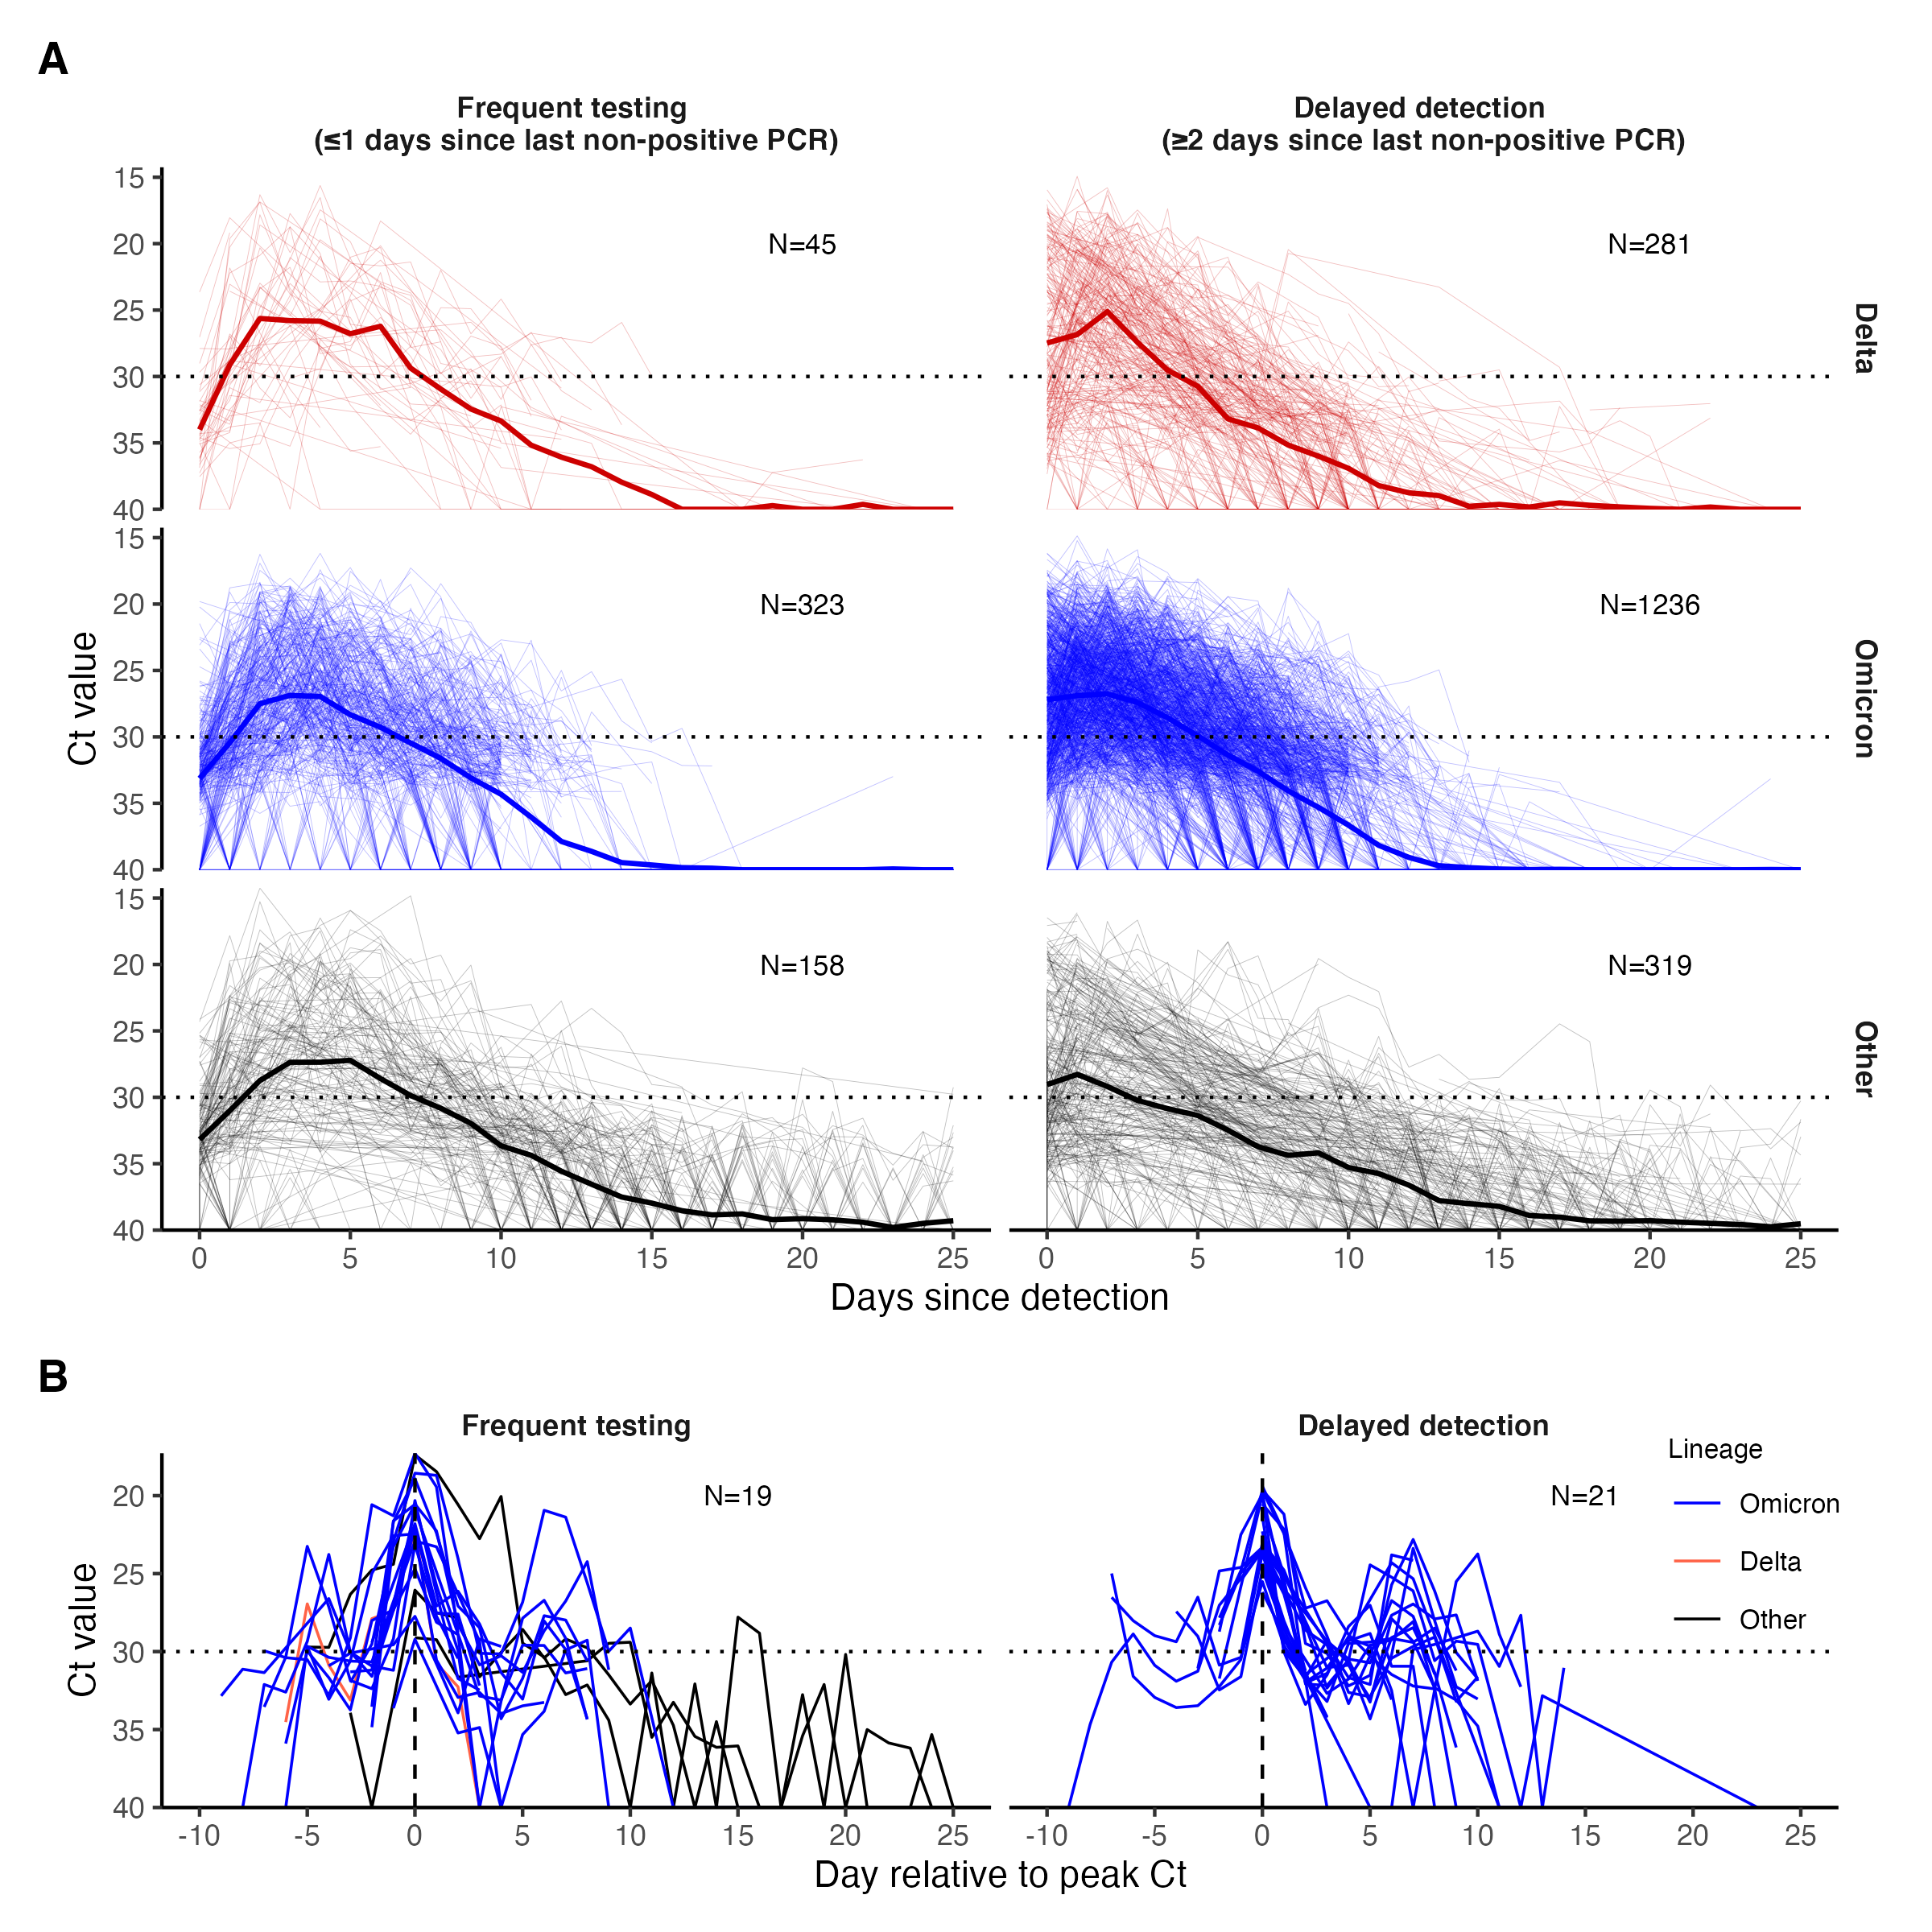 A
Frequent testing
(≤1 days since last non-positive PCR)
Delayed detection
(≥2 days since last non-positive PCR)
15
20
25
30
35
40
N=45
N=281
Delta
15
20
25
30
35
40
N=323
N=1236
Omicron
Ct value
15
20
25
30
35
40
N=158
N=319
Other
0 5 10 15 20 25
0 5 10 15 20 25
Days since detection
B
Frequent testing
Delayed detection
20
25
30
35
40
Ct value
N=19
N=21
Lineage
Omicron
Delta
Other
-10 -5 0 5 10 15 20 25
-10 -5 0 5 10 15 20 25
Day relative to peak Ct